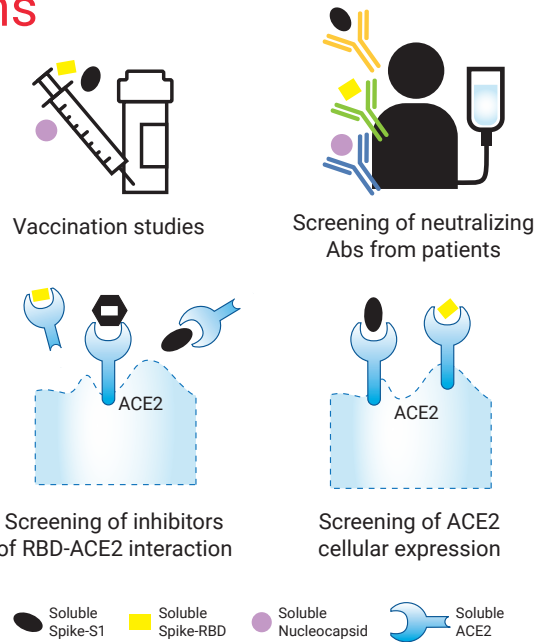 ns
Vaccination studies
Screening of neutralizing
Abs from patients
ACE2
ACE2
Screening of inhibitors
of RBD-ACE2 interaction
Screening of ACE2
cellular expression
Soluble
Spike-S1
Soluble
Spike-RBD
Soluble
Nucleocapsid
Soluble
ACE2